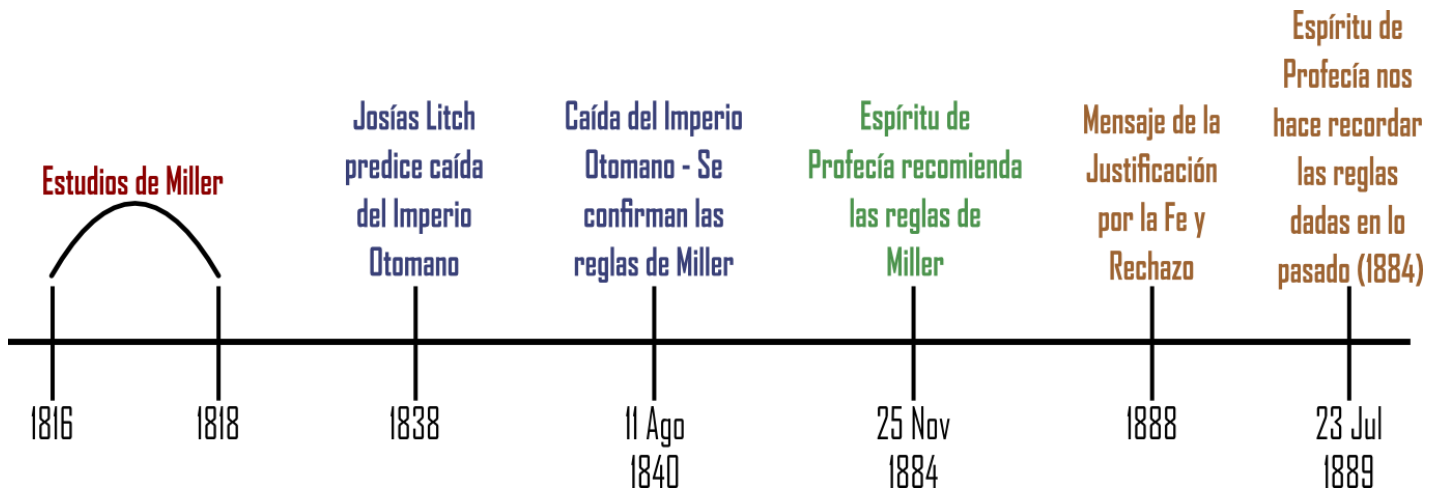 Estudios de Miller
Josías Litch
predice caída
del Imperio
Otomano
Caída del Imperio
Otomano - Se
confirman las
reglas de Miller
Espíritu de
Profecía recomienda
las reglas de
Miller
Mensaje de la
Justificación
por la Fe y
Rechazo
Espíritu de
Profecía nos
hace recordar
las reglas
dadas en lo
pasado (1884)
1816
1818
1838
11 Ago
1840
25 Nov
1884
1888
23 Jul
1889